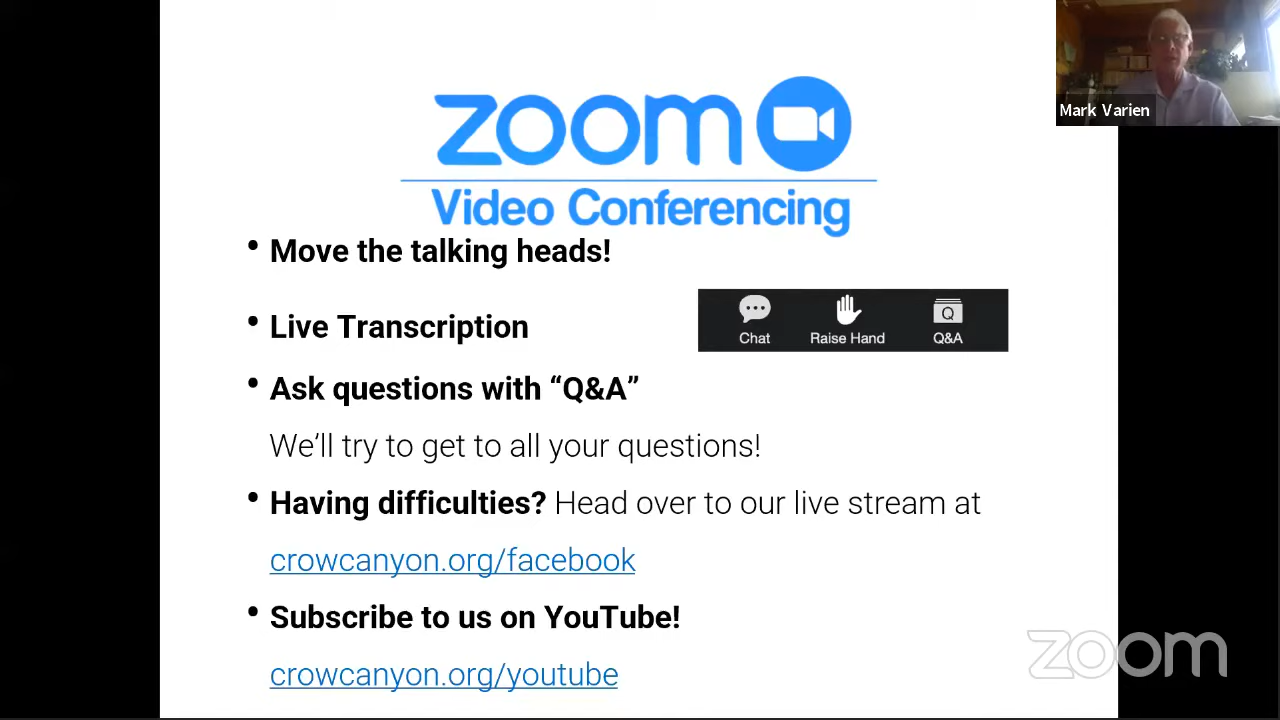 zoom
Video Conferencing
Mark Varien
• Move the talking heads!
• Live Transcription
Chat Raise Hand Q&A
Q
• Ask questions with “Q&A”
We’ll try to get to all your questions!
• Having difficulties? Head over to our live stream at
crowcanyon.org/facebook
• Subscribe to us on YouTube!
crowcanyon.org/youtube
zoom